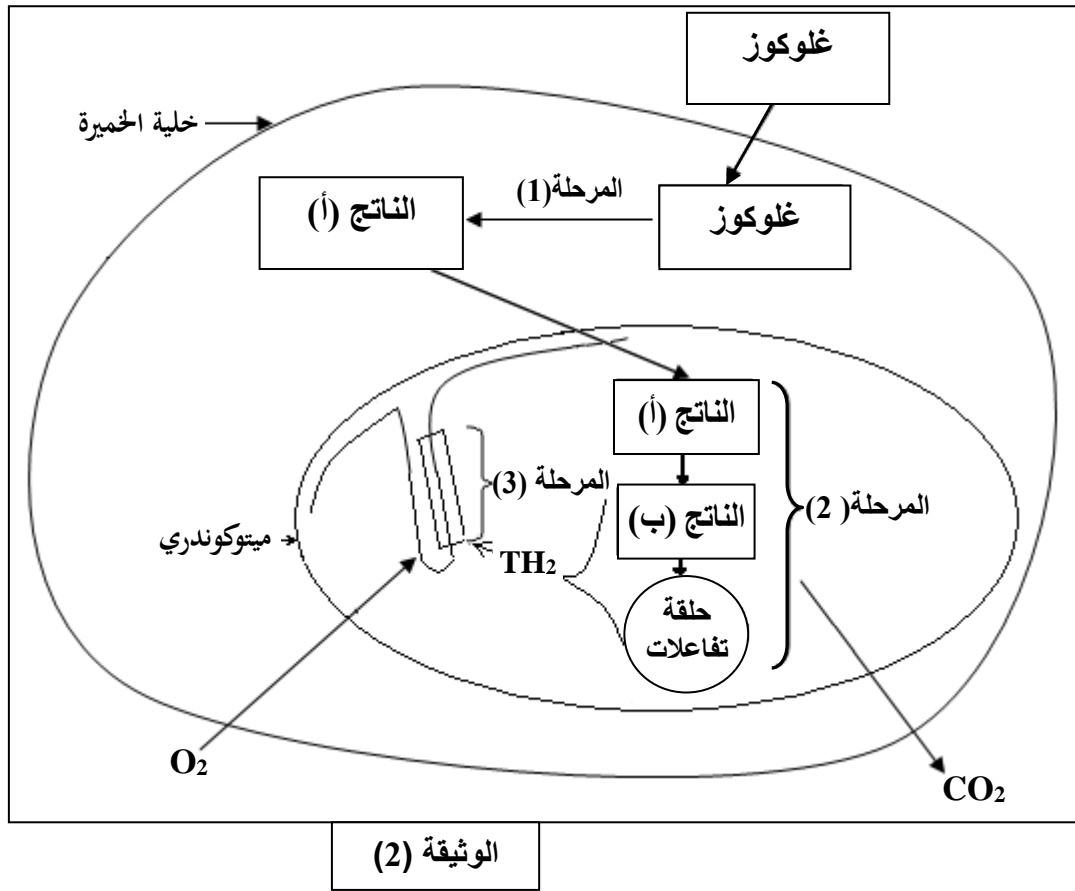 غلوكوز
خلية الخميرة
المرحلة(1)
غلوكوز
الناتج (أ)
الناتج (أ)
المرحلة (3)
المرحلة( 2)
الناتج (ب)
ميتوكوندري
TH₂
حلقة
تفاعلات
O₂
CO₂
الوثيقة (2)